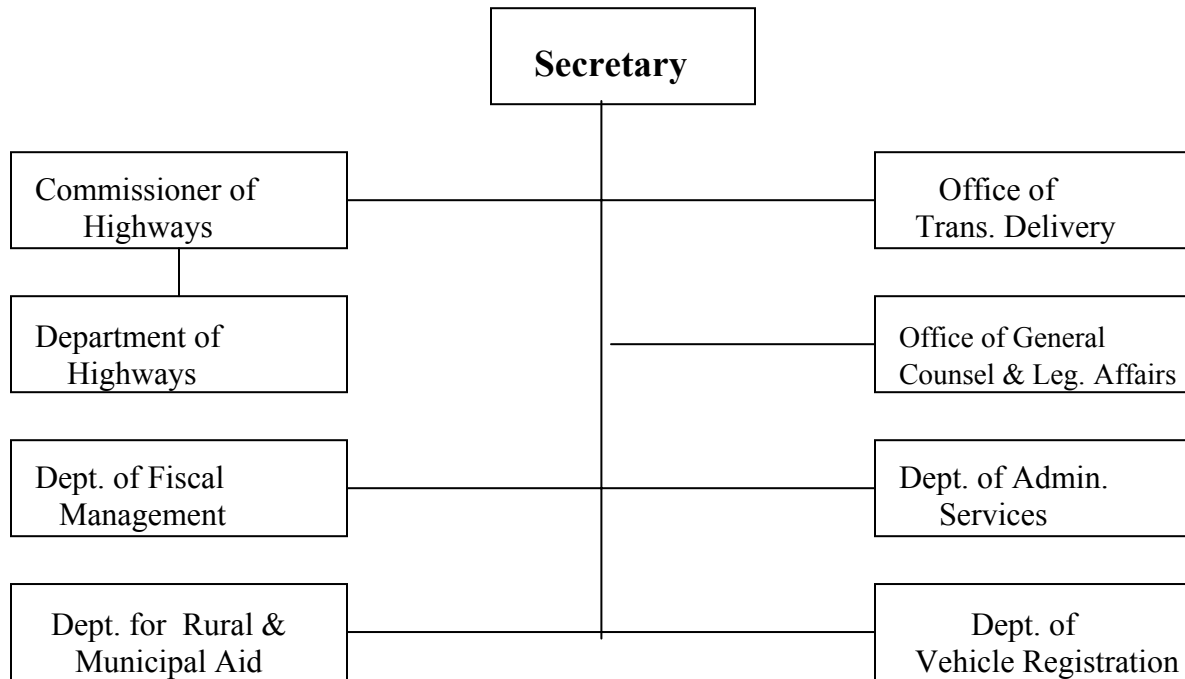 Secretary
Commissioner of
Highways
Office of
Trans. Delivery
Department of
Highways
Office of General
Counsel & Leg. Affairs
Dept. of Fiscal
Management
Dept. of Admin.
Services
Dept. for Rural &
Municipal Aid
Dept. of
Vehicle Registration